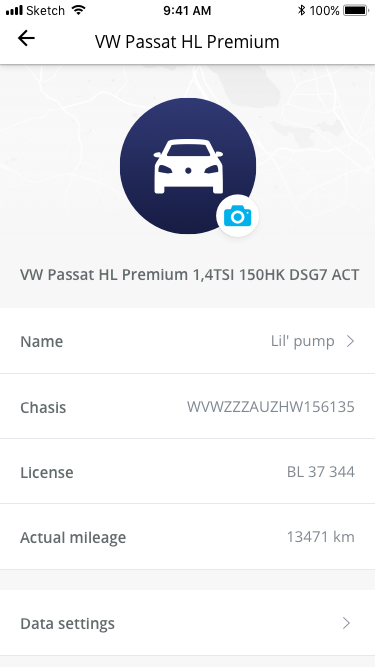 Sketch 9:41 AM 100%
VW Passat HL Premium
VW Passat HL Premium 1,4TSI 150HK DSG7 ACT
Name Lil' pump
Chasis WVWZZZAUZHW156135
License BL 37 344
Actual mileage 13471 km
Data settings